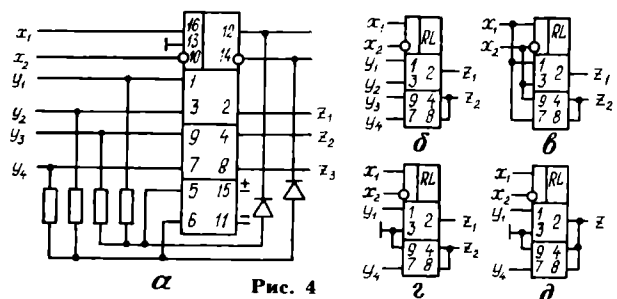 x₁ 16 12
13
x₂ 10 14
y₁ 1
y₂ 3 2 z₁
y₃ 9 4 z₂
y₄ 7 8 z₃
5 15 +
6 11 =
а Рис. 4
x₁ RL
x₂
y₁ 1 2 z₁
y₂ 3
y₃ 9 4 z₂
y₄ 7 8
б
x₁ RL
x₂
1 2 z₁
3
9 4 z₂
7 8
в
x₁ RL
x₂
y₁ 1 2 z₁
3
9 4 z₂
y₄ 7 8
г
x₁ RL
x₂
y₁ 1 2 z
3
9 4
y₄ 7 8
д